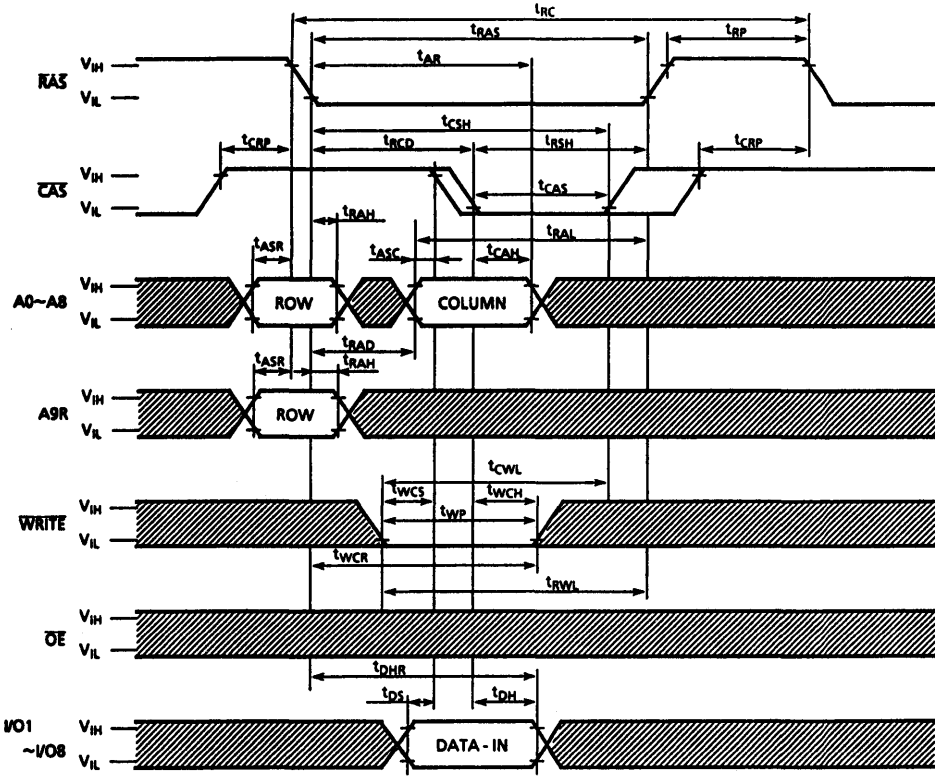 tRC
tRAS tRP
tAR
RAS VIH
VIL
tCSH
tCRP tRCD tRSH tCRP
CAS VIH
VIL
tCAS
tRAH
tASR tASC tRAL
tCAH
A0~A8 VIH
VIL
ROW COLUMN
tRAD
tASR tRAH
A9R VIH
VIL
ROW
tCWL
tWCS tWCH
WRITE VIH
VIL
tWP
tWCR
tRWL
OE VIH
VIL
tDHR
tDS tDH
I/O1
~I/O8
VIH
VIL
DATA - IN